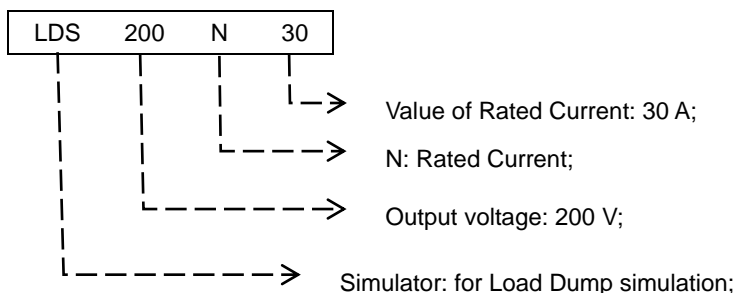 LDS 200 N 30
Value of Rated Current: 30 A;
N: Rated Current;
Output voltage: 200 V;
Simulator: for Load Dump simulation;